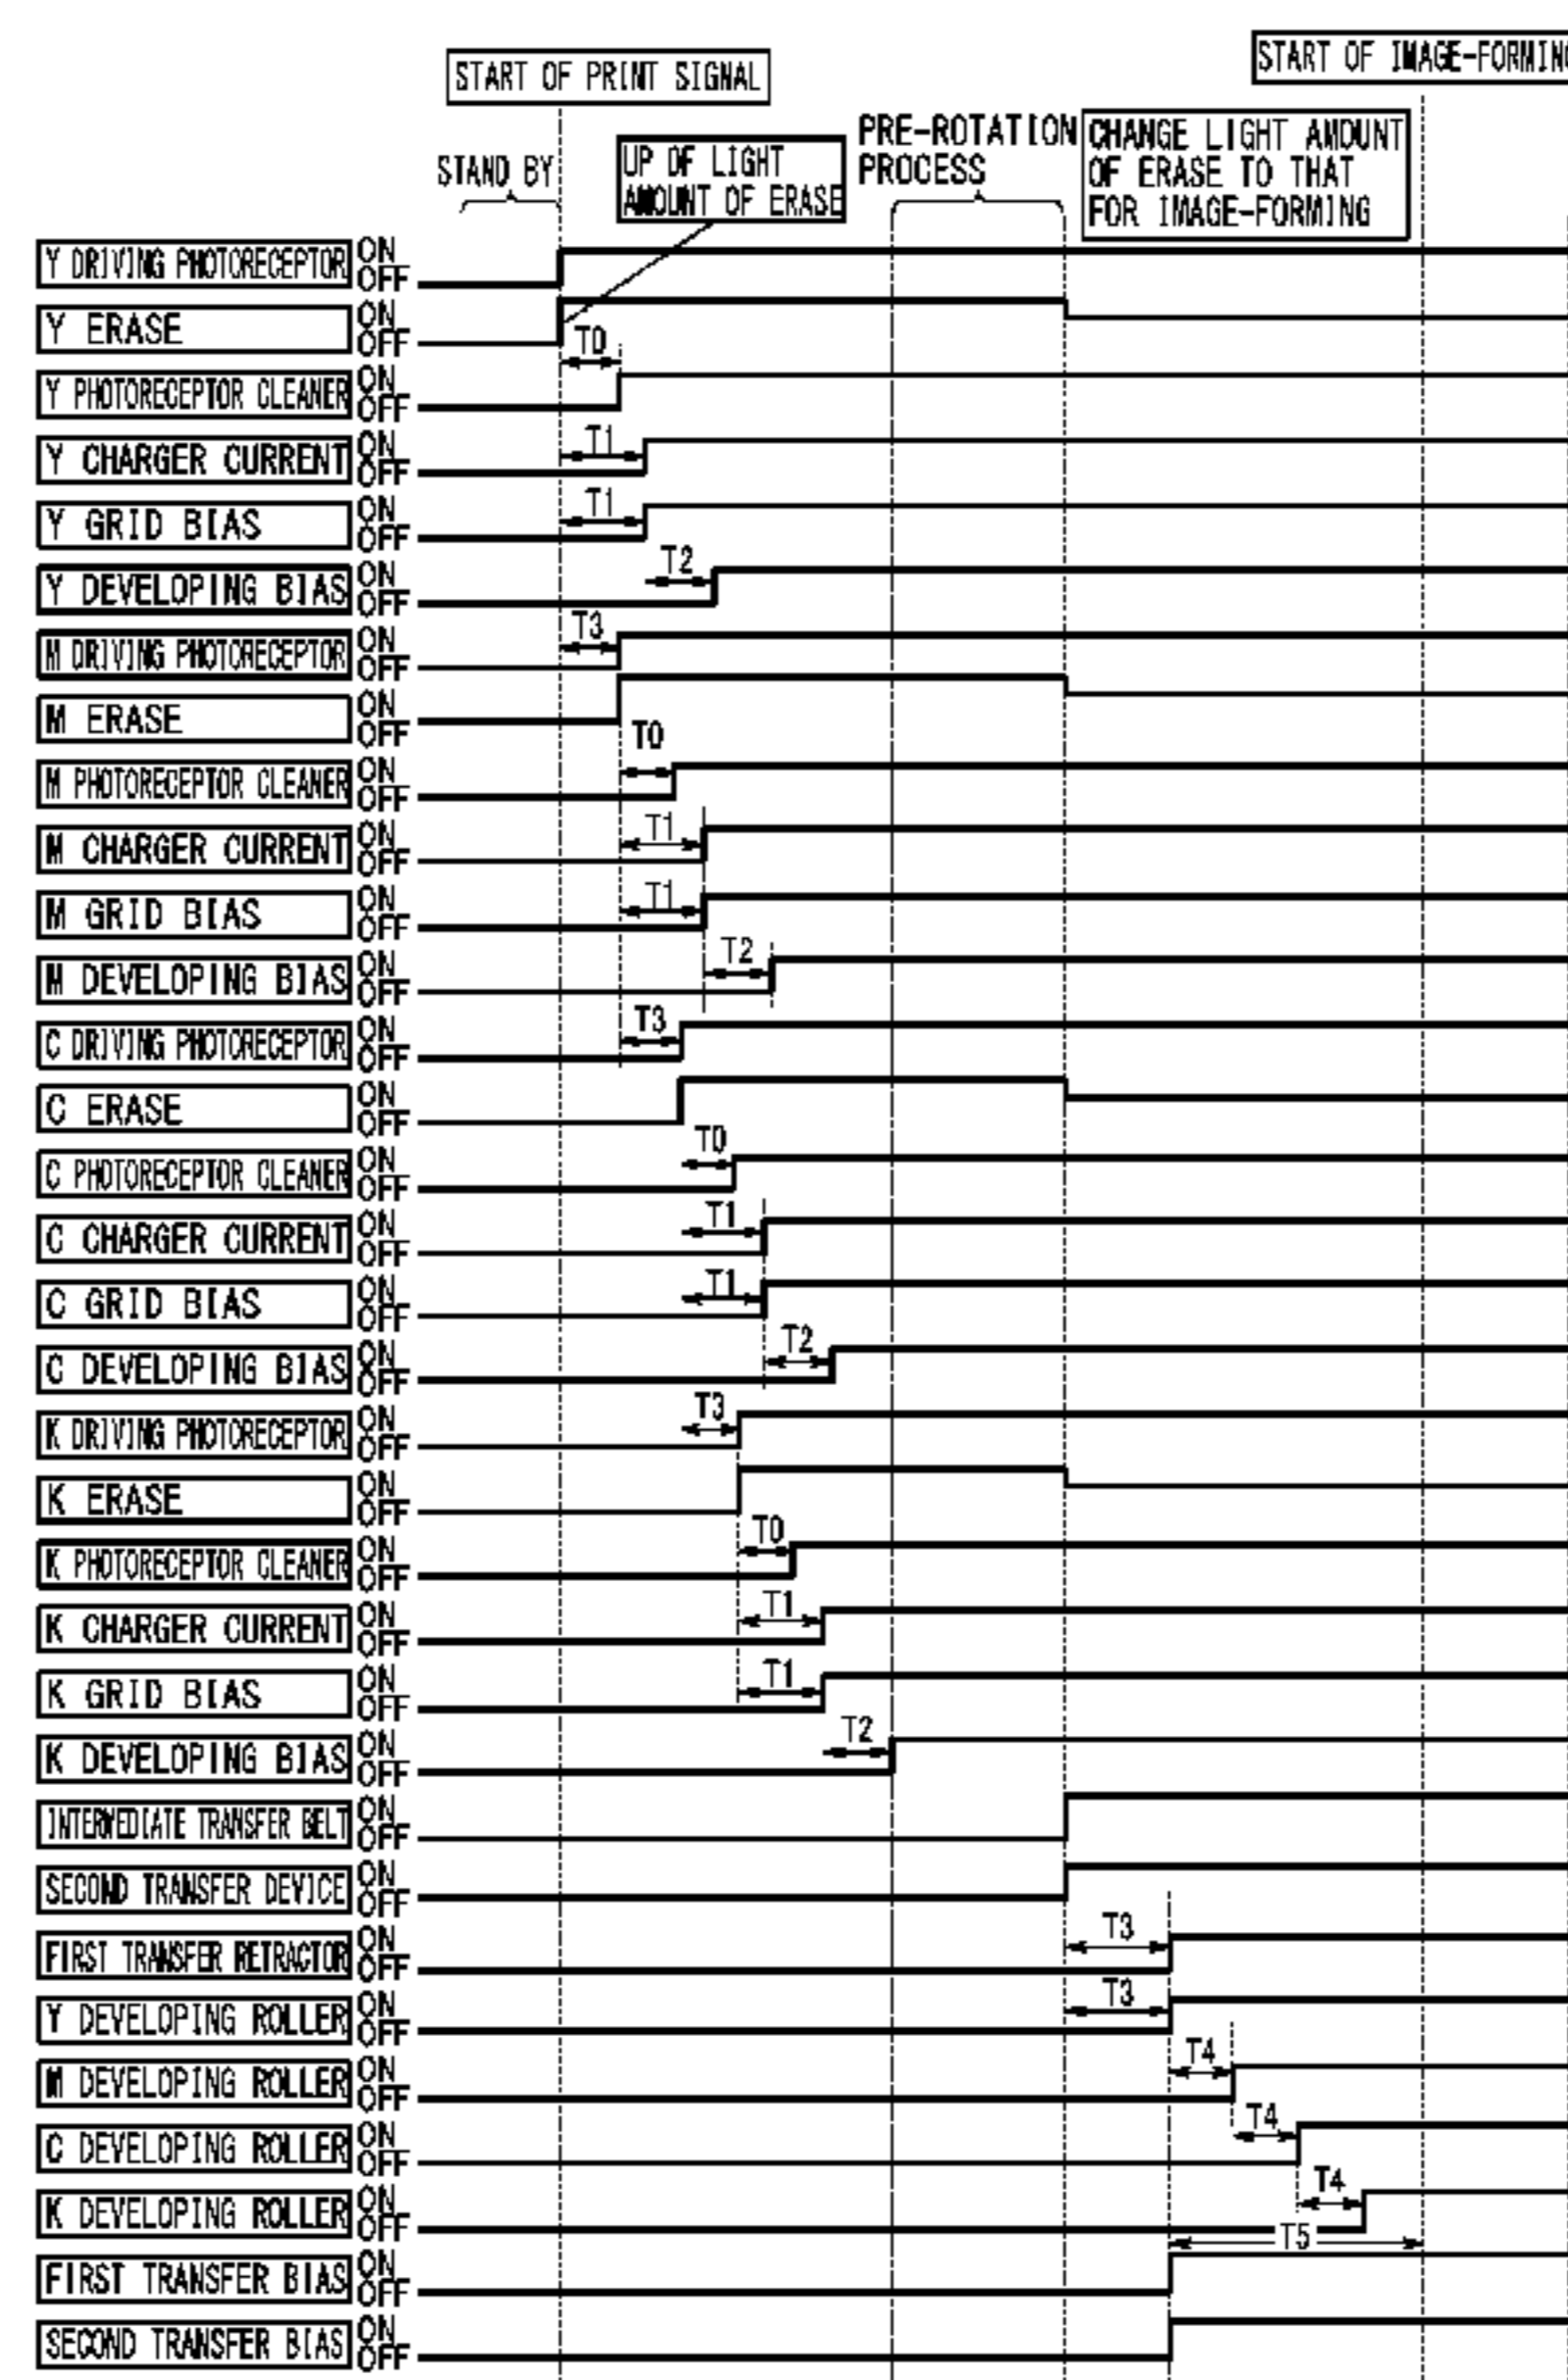 START OF PRINT SIGNAL
START OF IMAGE-FORMING
STAND BY
UP OF LIGHT
AMOUNT OF ERASE
PRE-ROTATION
PROCESS
CHANGE LIGHT AMOUNT
OF ERASE TO THAT
FOR IMAGE-FORMING
Y DRIVING PHOTORECEPTOR ON
OFF
Y ERASE ON
OFF
T0
Y PHOTORECEPTOR CLEANER ON
OFF
Y CHARGER CURRENT ON
OFF
T1
Y GRID BIAS ON
OFF
T1
Y DEVELOPING BIAS ON
OFF
T2
M DRIVING PHOTORECEPTOR ON
OFF
T3
M ERASE ON
OFF
T0
M PHOTORECEPTOR CLEANER ON
OFF
M CHARGER CURRENT ON
OFF
T1
M GRID BIAS ON
OFF
T1
M DEVELOPING BIAS ON
OFF
T2
C DRIVING PHOTORECEPTOR ON
OFF
T3
C ERASE ON
OFF
T0
C PHOTORECEPTOR CLEANER ON
OFF
C CHARGER CURRENT ON
OFF
T1
C GRID BIAS ON
OFF
T1
C DEVELOPING BIAS ON
OFF
T2
K DRIVING PHOTORECEPTOR ON
OFF
T3
K ERASE ON
OFF
T0
K PHOTORECEPTOR CLEANER ON
OFF
K CHARGER CURRENT ON
OFF
T1
K GRID BIAS ON
OFF
T1
K DEVELOPING BIAS ON
OFF
T2
INTERMEDIATE TRANSFER BELT ON
OFF
SECOND TRANSFER DEVICE ON
OFF
FIRST TRANSFER RETRACTOR ON
OFF
T3
Y DEVELOPING ROLLER ON
OFF
T3
M DEVELOPING ROLLER ON
OFF
T4
C DEVELOPING ROLLER ON
OFF
T4
K DEVELOPING ROLLER ON
OFF
T4
T5
FIRST TRANSFER BIAS ON
OFF
SECOND TRANSFER BIAS ON
OFF